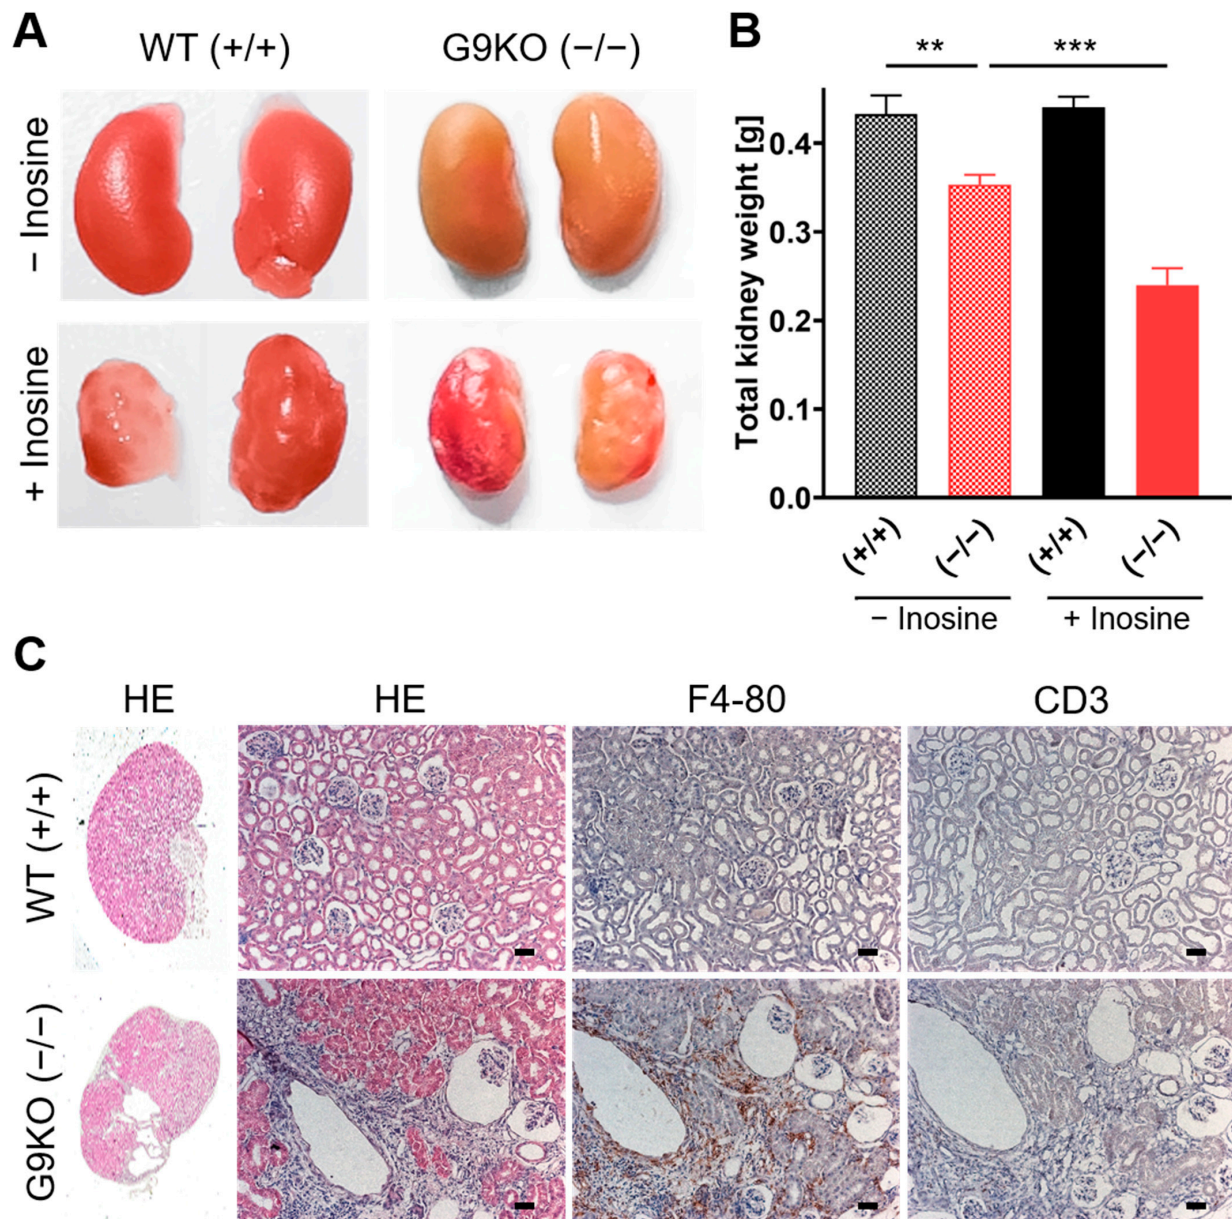 A
WT (+/+)
G9KO (−/−)
− Inosine
+ Inosine
B
**
***
Total kidney weight [g]
0.4
0.3
0.2
0.1
0.0
(+/+)
(−/−)
(+/+)
(−/−)
− Inosine
+ Inosine
C
HE
HE
F4-80
CD3
WT (+/+)
G9KO (−/−)